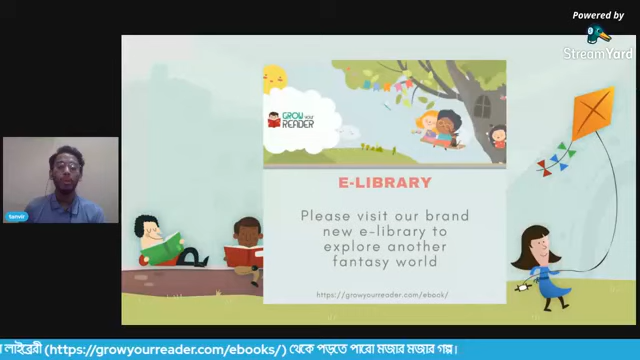 Powered by
StreamYard
GROW YOUR
READER
E-LIBRARY
Please visit our brand
new e-library to
explore another
fantasy world
https://growyourreader.com/ebook/
tanvir
লাইব্রেরী (https://growyourreader.com/ebooks/) থেকে পড়তে পারো মজার মজার গল্প।